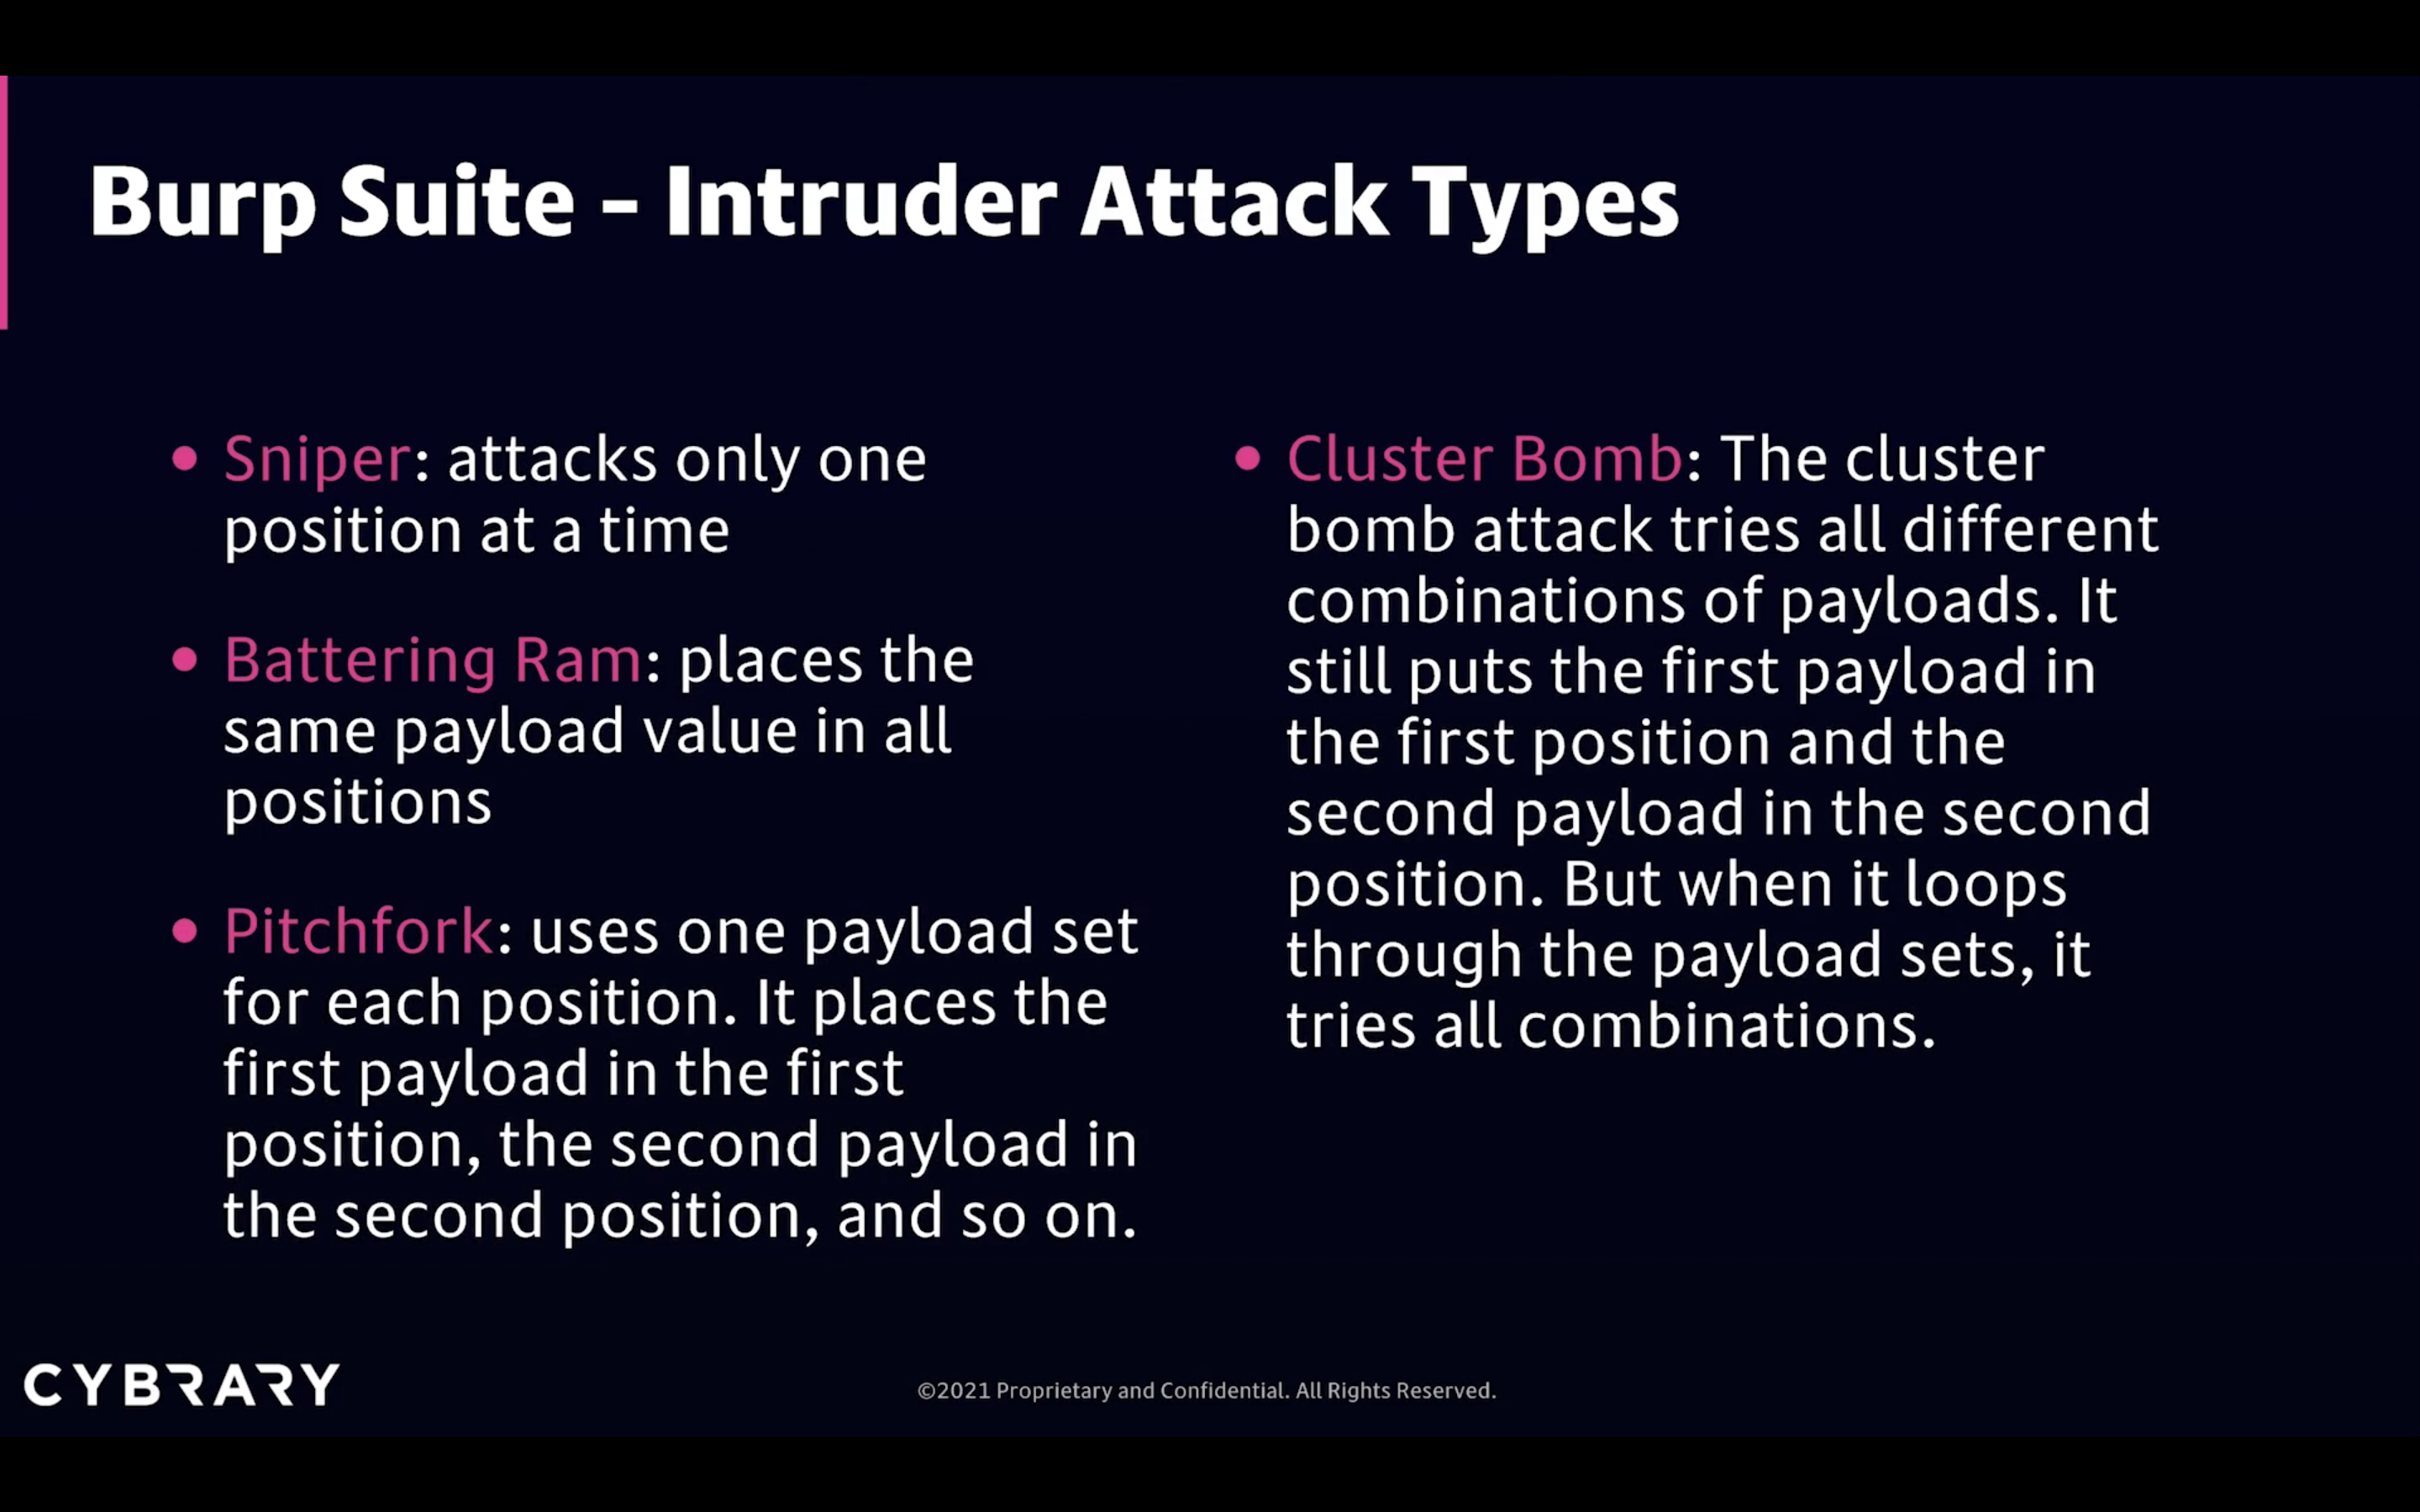 Burp Suite - Intruder Attack Types
• Sniper: attacks only one
position at a time
• Battering Ram: places the
same payload value in all
positions
• Pitchfork: uses one payload set
for each position. It places the
first payload in the first
position, the second payload in
the second position, and so on.
• Cluster Bomb: The cluster
bomb attack tries all different
combinations of payloads. It
still puts the first payload in
the first position and the
second payload in the second
position. But when it loops
through the payload sets, it
tries all combinations.
CYBRARY
©2021 Proprietary and Confidential. All Rights Reserved.